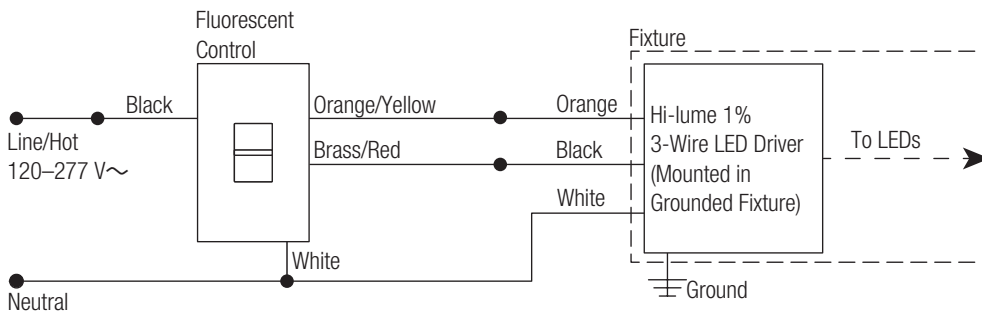 Fluorescent
Control
Fixture
Black
Orange/Yellow
Orange
Line/Hot
120–277 V~
Brass/Red
Black
Hi-lume 1%
3-Wire LED Driver
(Mounted in
Grounded Fixture)
To LEDs
White
White
Neutral
Ground